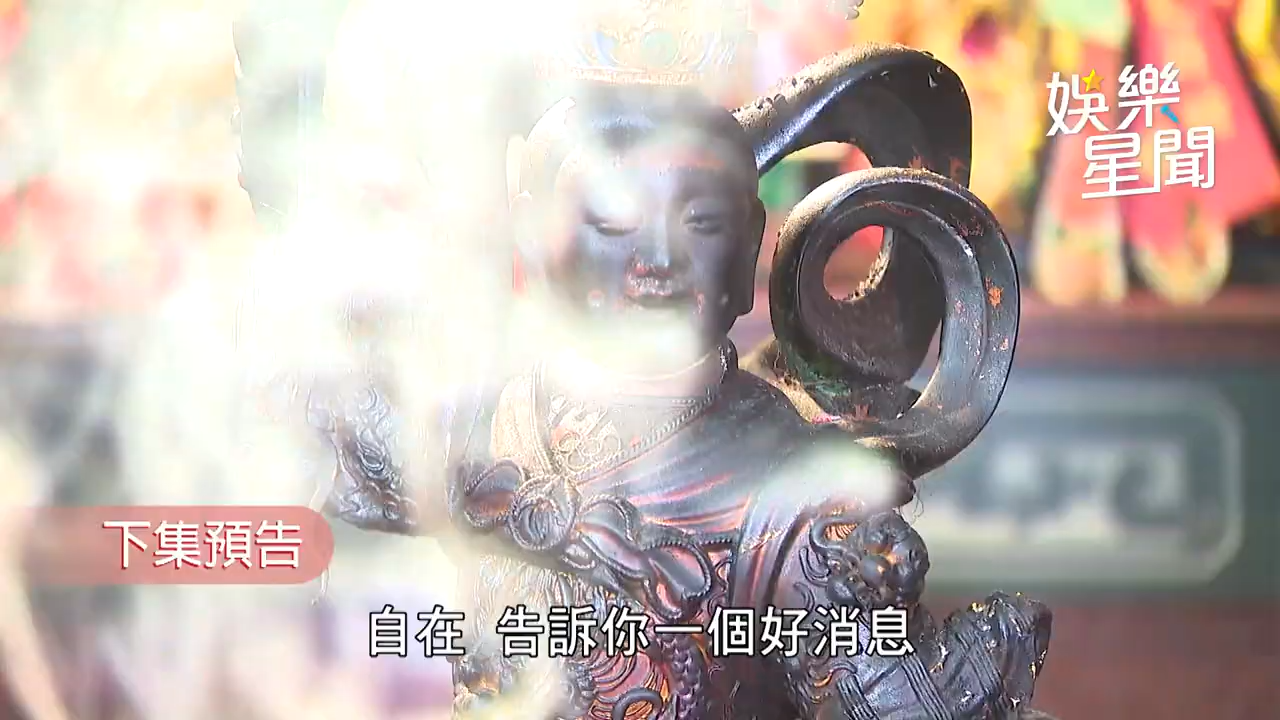 娛樂
星聞
下集預告
自在 告訴你一個好消息